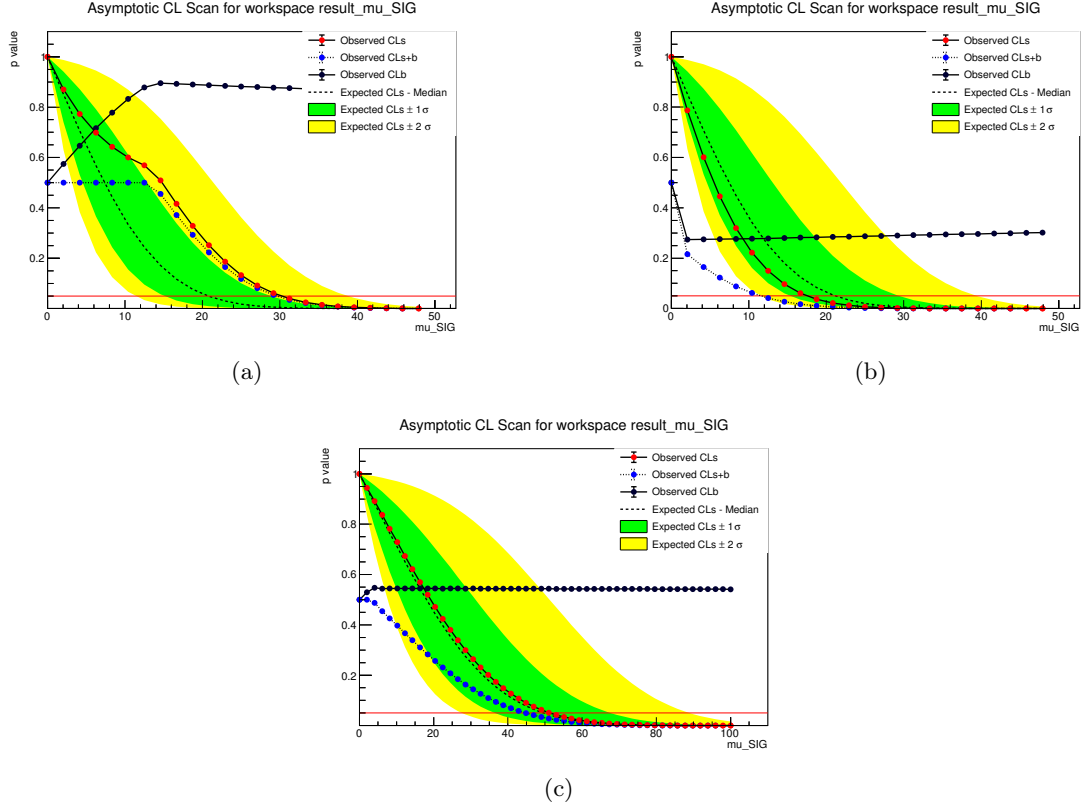 Asymptotic CL Scan for workspace result_mu_SIG
p value
Observed CLs
Observed CLs+b
Observed CLb
Expected CLs - Median
Expected CLs ± 1σ
Expected CLs ± 2 σ
1
0.8
0.6
0.4
0.2
0 10 20 30 40 50
mu_SIG
(a)
Asymptotic CL Scan for workspace result_mu_SIG
p value
Observed CLs
Observed CLs+b
Observed CLb
Expected CLs - Median
Expected CLs ± 1σ
Expected CLs ± 2 σ
1
0.8
0.6
0.4
0.2
0 10 20 30 40 50
mu_SIG
(b)
Asymptotic CL Scan for workspace result_mu_SIG
p value
Observed CLs
Observed CLs+b
Observed CLb
Expected CLs - Median
Expected CLs ± 1σ
Expected CLs ± 2 σ
1
0.8
0.6
0.4
0.2
0 20 40 60 80 100
mu_SIG
(c)